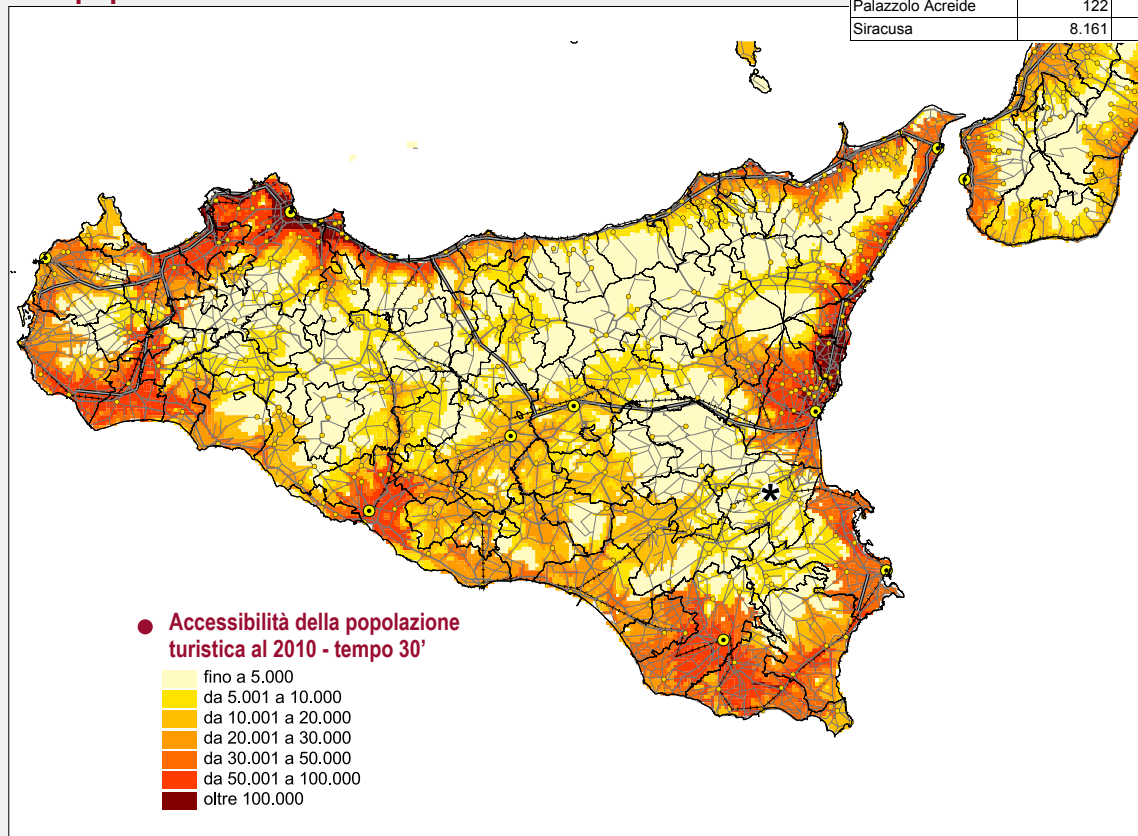 Palazzolo Acreide 122
Siracusa 8.161
*
Accessibilità della popolazione
turistica al 2010 - tempo 30’
fino a 5.000
da 5.001 a 10.000
da 10.001 a 20.000
da 20.001 a 30.000
da 30.001 a 50.000
da 50.001 a 100.000
oltre 100.000